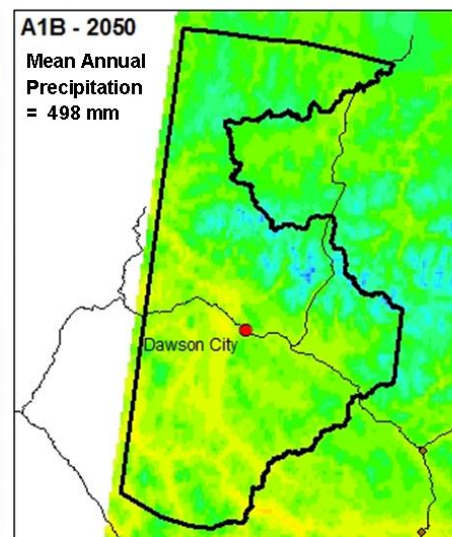 A1B - 2050
Mean Annual
Precipitation
= 498 mm
Dawson City